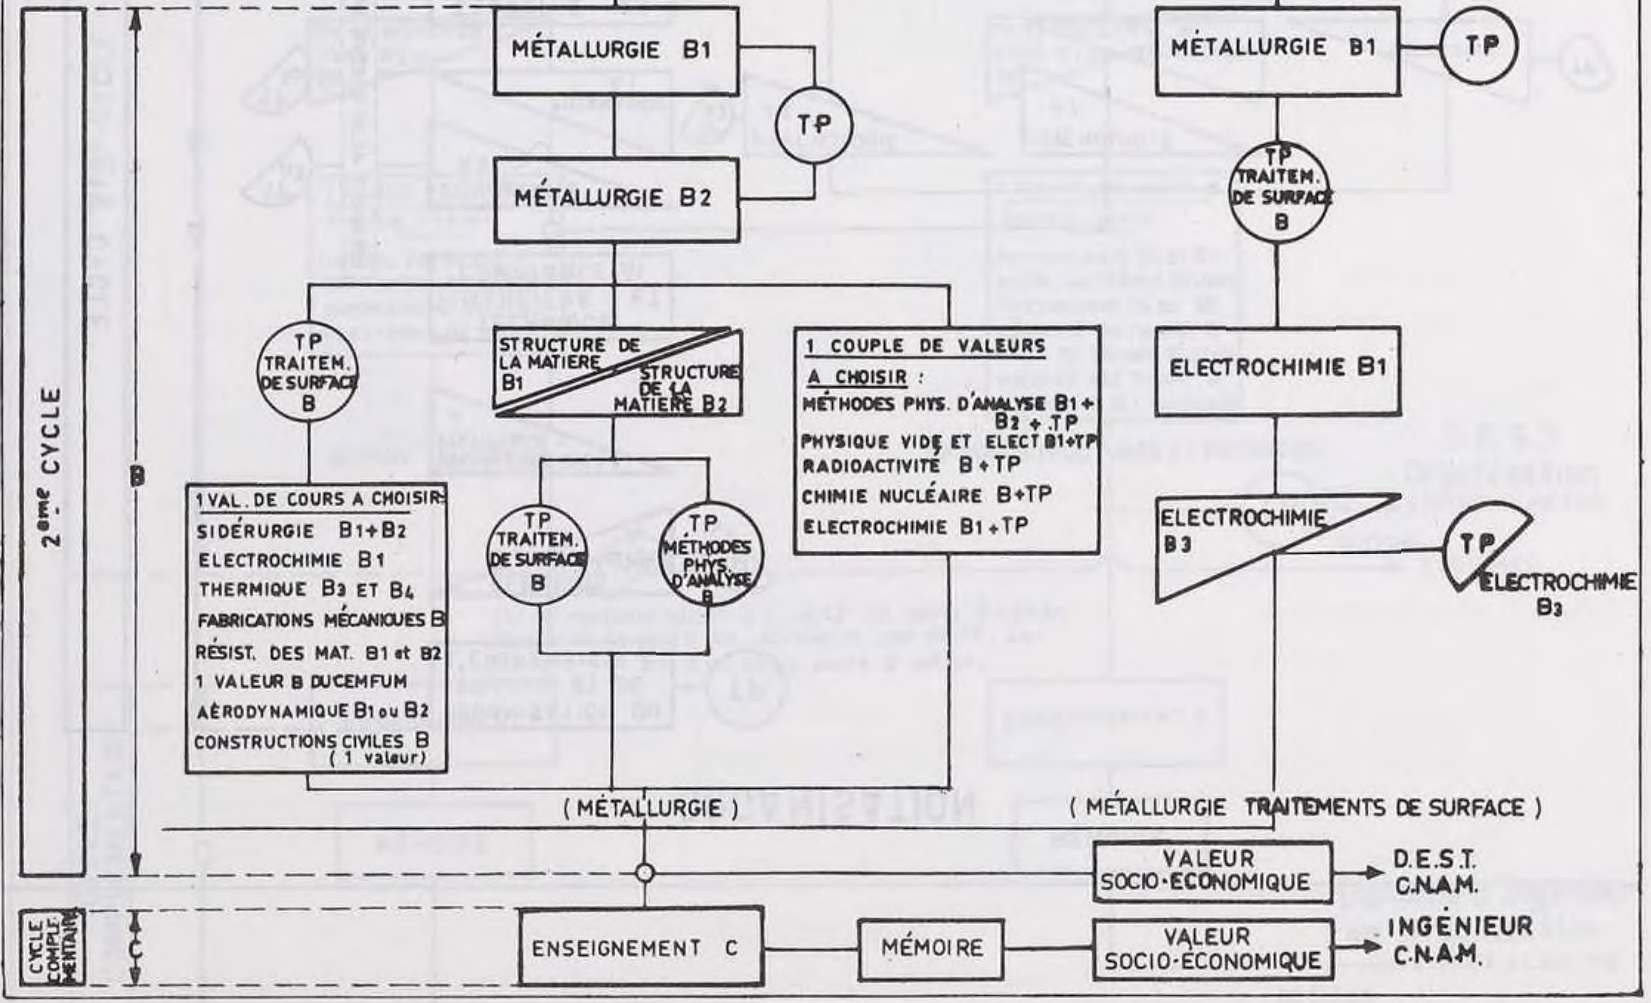 MÉTALLURGIE B1
TP
MÉTALLURGIE B2
MÉTALLURGIE B1
TP
TP
TRAITEM.
DE SURFACE
B
2ème CYCLE
B
TP
TRAITEM.
DE SURFACE
B
STRUCTURE DE
LA MATIERE
B1
STRUCTURE
DE LA
MATIERE B2
1 COUPLE DE VALEURS
A CHOISIR :
MÉTHODES PHYS. D'ANALYSE B1+
B2 + .TP
PHYSIQUE VIDE ET ELECT B1+TP
RADIOACTIVITÉ B+TP
CHIMIE NUCLÉAIRE B+TP
ELECTROCHIMIE B1+TP
ELECTROCHIMIE B1
1 VAL. DE COURS A CHOISIR:
SIDÉRURGIE B1+B2
ELECTROCHIMIE B1
THERMIQUE B3 ET B4
FABRICATIONS MÉCANIQUES B
RÉSIST. DES MAT. B1 et B2
1 VALEUR B DUCEMFUM
AÉRODYNAMIQUE B1 ou B2
CONSTRUCTIONS CIVILES B
( 1 valeur)
TP
TRAITEM.
DE SURFACE
B
TP
MÉTHODES
PHYS.
D'ANALYSE
B
ELECTROCHIMIE
B3
TP
ELECTROCHIMIE
B3
( MÉTALLURGIE )
( MÉTALLURGIE TRAITEMENTS DE SURFACE )
VALEUR
SOCIO-ECONOMIQUE
D.E.S.T.
C.N.A.M.
CYCLE
COMPLÉ-
MENTAIRE
C
ENSEIGNEMENT C
MÉMOIRE
VALEUR
SOCIO-ÉCONOMIQUE
INGÉNIEUR
C.N.A.M.